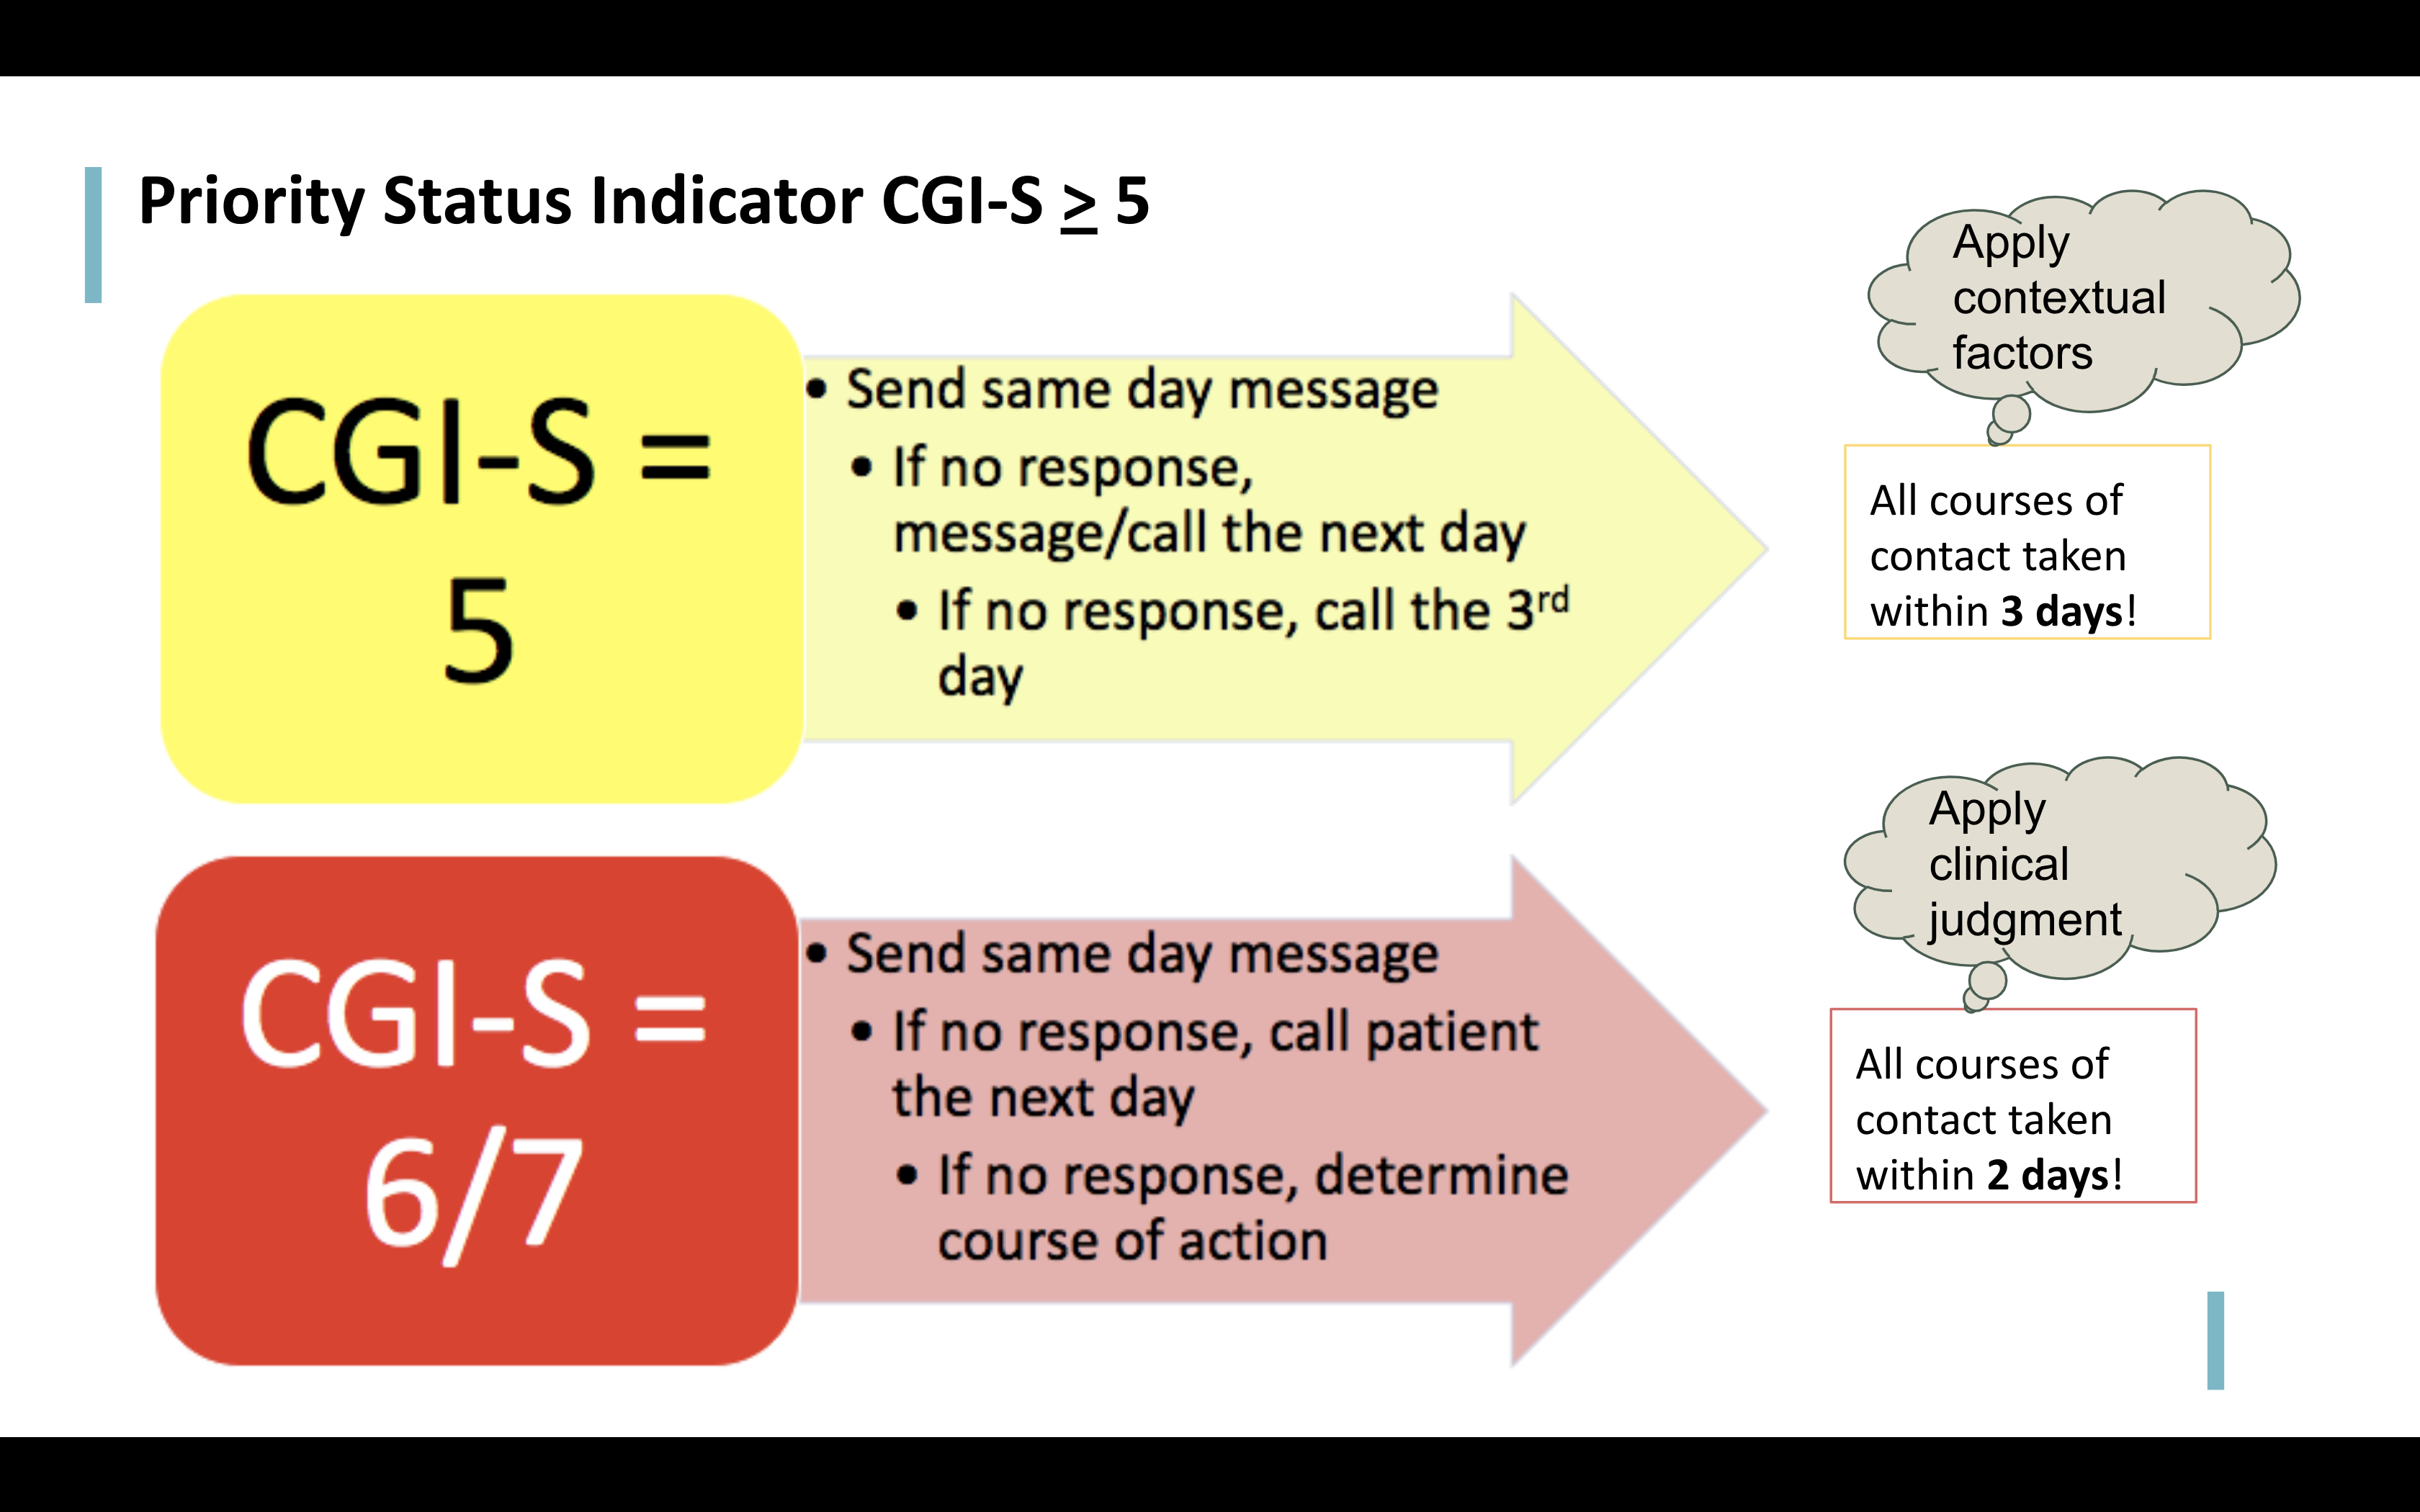 Priority Status Indicator CGI-S ≥ 5
CGI-S =
5
• Send same day message
• If no response,
message/call the next day
• If no response, call the 3rd
day
Apply
contextual
factors
All courses of
contact taken
within 3 days!
CGI-S =
6/7
• Send same day message
• If no response, call patient
the next day
• If no response, determine
course of action
Apply
clinical
judgment
All courses of
contact taken
within 2 days!